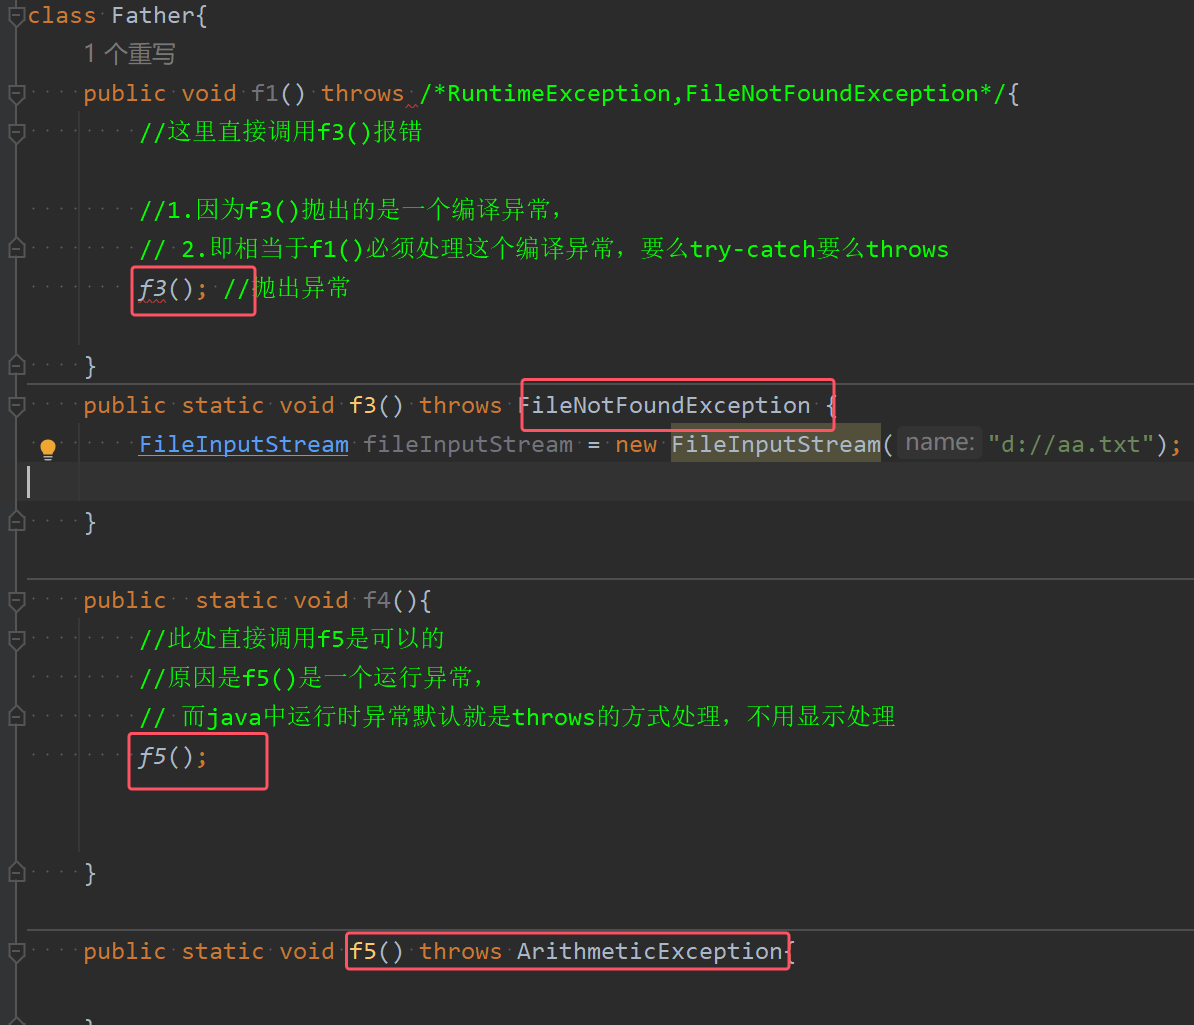 class Father{
1 个重写
public void f1() throws /*RuntimeException,FileNotFoundException*/{
//这里直接调用f3()报错
//1.因为f3()抛出的是一个编译异常，
// 2.即相当于f1()必须处理这个编译异常，要么try-catch要么throws
f3(); //抛出异常
}
public static void f3() throws FileNotFoundException {
FileInputStream fileInputStream = new FileInputStream( name: "d://aa.txt");
}
public  static void f4(){
//此处直接调用f5是可以的
//原因是f5()是一个运行异常，
// 而java中运行时异常默认就是throws的方式处理，不用显示处理
f5();
}
public static void f5() throws ArithmeticException{
}